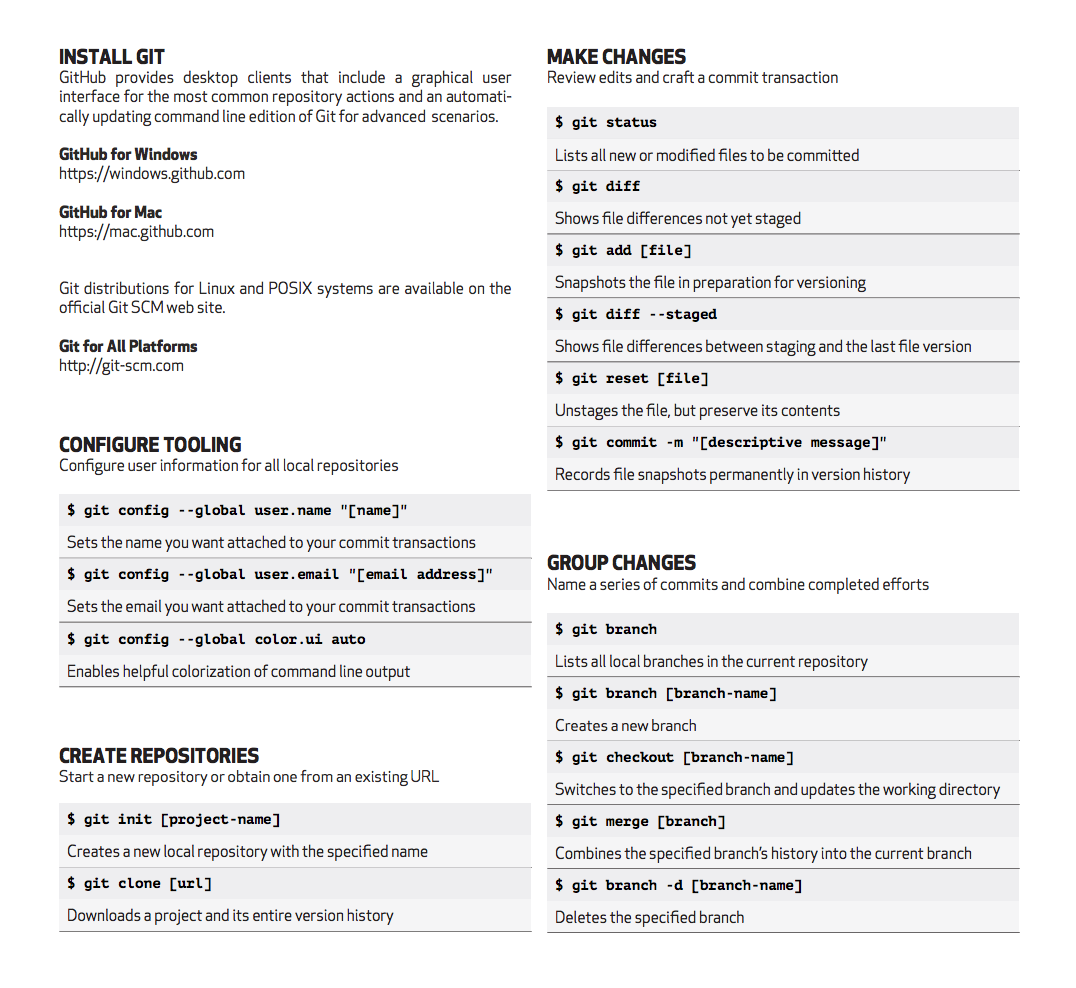 INSTALL GIT
GitHub provides desktop clients that include a graphical user
interface for the most common repository actions and an automati-
cally updating command line edition of Git for advanced scenarios.
GitHub for Windows
https://windows.github.com
GitHub for Mac
https://mac.github.com
Git distributions for Linux and POSIX systems are available on the
official Git SCM web site.
Git for All Platforms
http://git-scm.com
CONFIGURE TOOLING
Configure user information for all local repositories
$ git config --global user.name "[name]"
Sets the name you want attached to your commit transactions
$ git config --global user.email "[email address]"
Sets the email you want attached to your commit transactions
$ git config --global color.ui auto
Enables helpful colorization of command line output
CREATE REPOSITORIES
Start a new repository or obtain one from an existing URL
$ git init [project-name]
Creates a new local repository with the specified name
$ git clone [url]
Downloads a project and its entire version history
MAKE CHANGES
Review edits and craft a commit transaction
$ git status
Lists all new or modified files to be committed
$ git diff
Shows file differences not yet staged
$ git add [file]
Snapshots the file in preparation for versioning
$ git diff --staged
Shows file differences between staging and the last file version
$ git reset [file]
Unstages the file, but preserve its contents
$ git commit -m "[descriptive message]"
Records file snapshots permanently in version history
GROUP CHANGES
Name a series of commits and combine completed efforts
$ git branch
Lists all local branches in the current repository
$ git branch [branch-name]
Creates a new branch
$ git checkout [branch-name]
Switches to the specified branch and updates the working directory
$ git merge [branch]
Combines the specified branch's history into the current branch
$ git branch -d [branch-name]
Deletes the specified branch